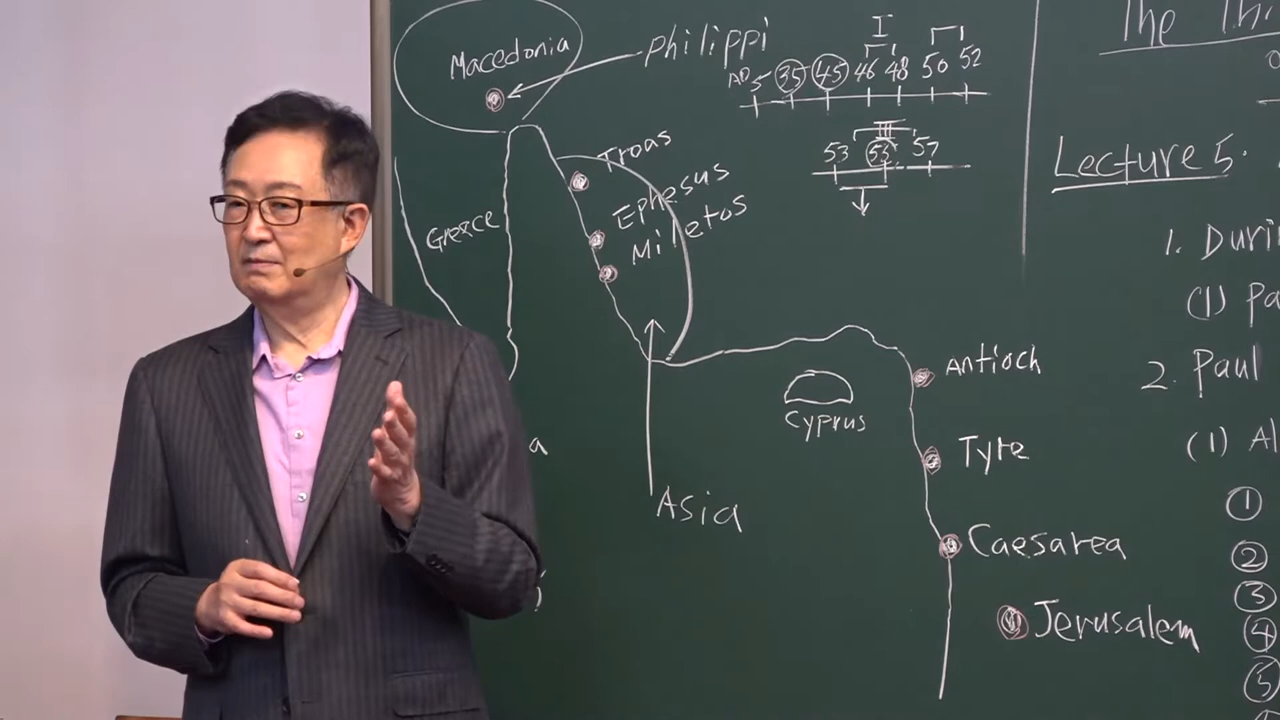 Macedonia
Philippi
AD 5 35 45 46 48 50 52
I
53 55 57
III
Troas
Ephesus
Miletos
Greece
Antioch
Cyprus
Tyre
Asia
Caesarea
Jerusalem
a
The Thi
Lecture 5.
1. Duri
(1) Pa
2. Paul
(1) Al
①
②
③
④
⑤